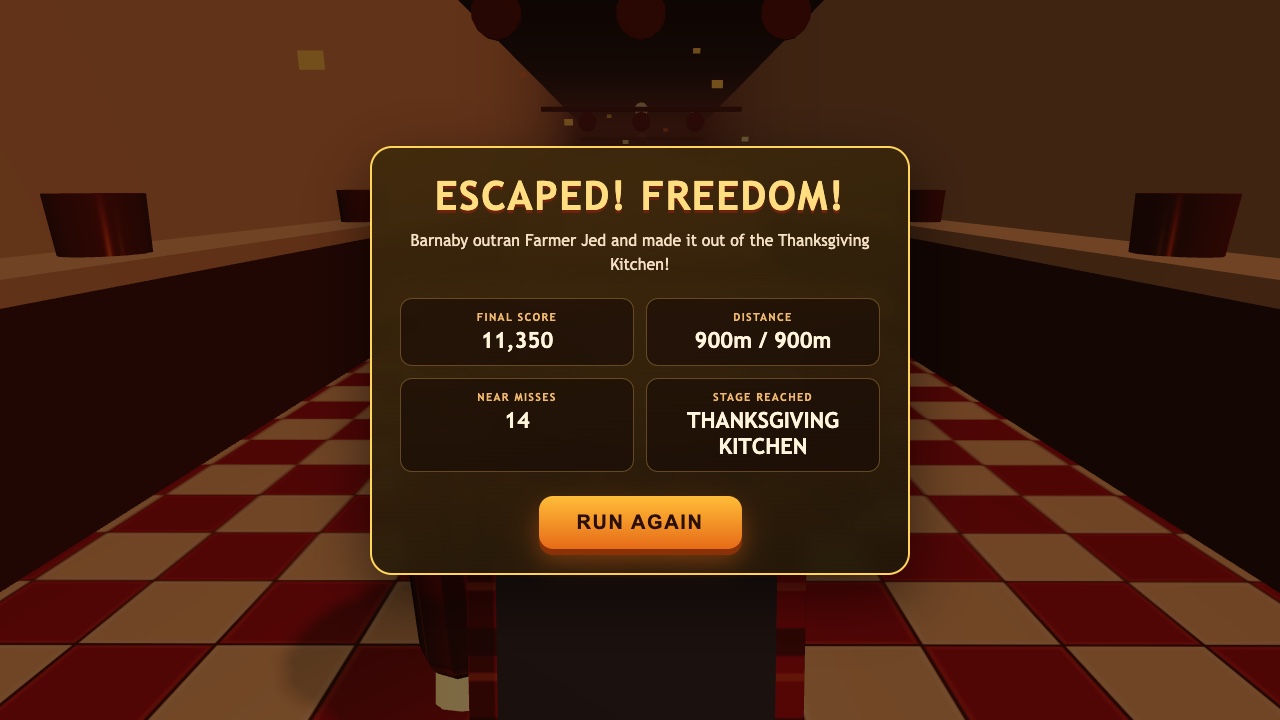 ESCAPED! FREEDOM!
Barnaby outran Farmer Jed and made it out of the Thanksgiving
Kitchen!
FINAL SCORE
11,350
DISTANCE
900m / 900m
NEAR MISSES
14
STAGE REACHED
THANKSGIVING
KITCHEN
RUN AGAIN